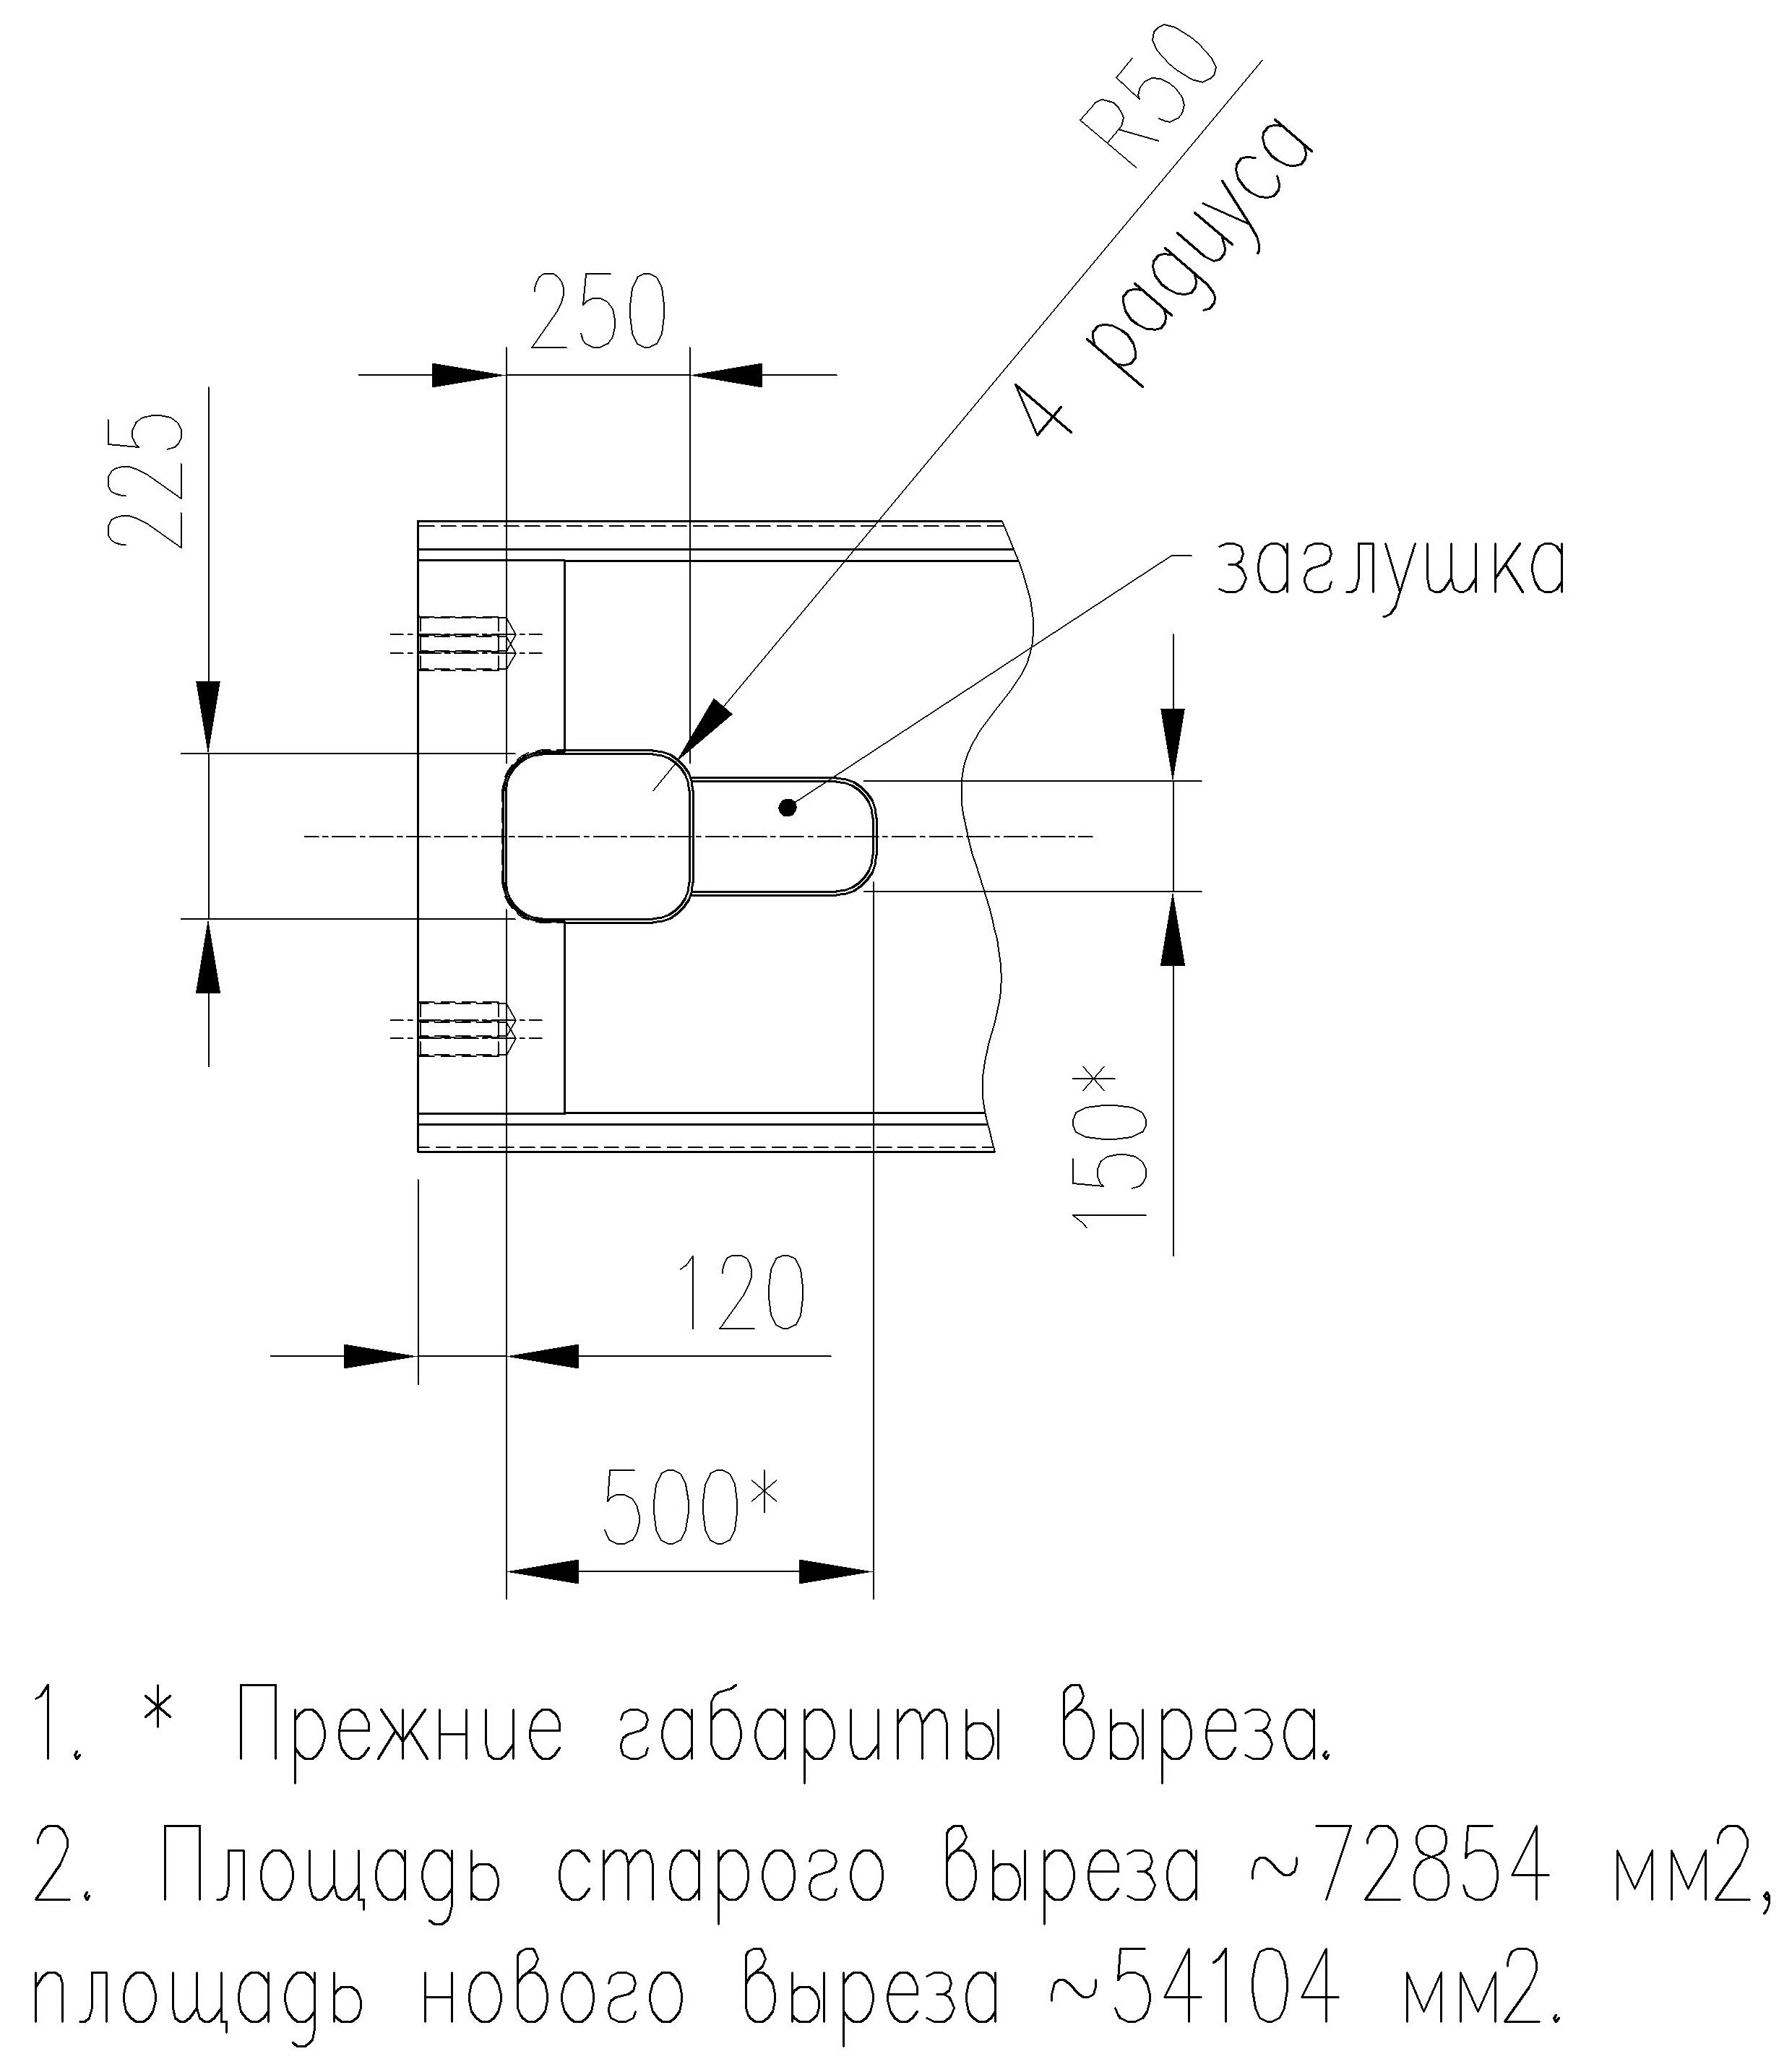 R50
4 радиуса
250
225
заглушка
150*
120
500*
1. * Прежние габариты выреза.
2. Площадь старого выреза ~72854 мм2,
площадь нового выреза ~54104 мм2.